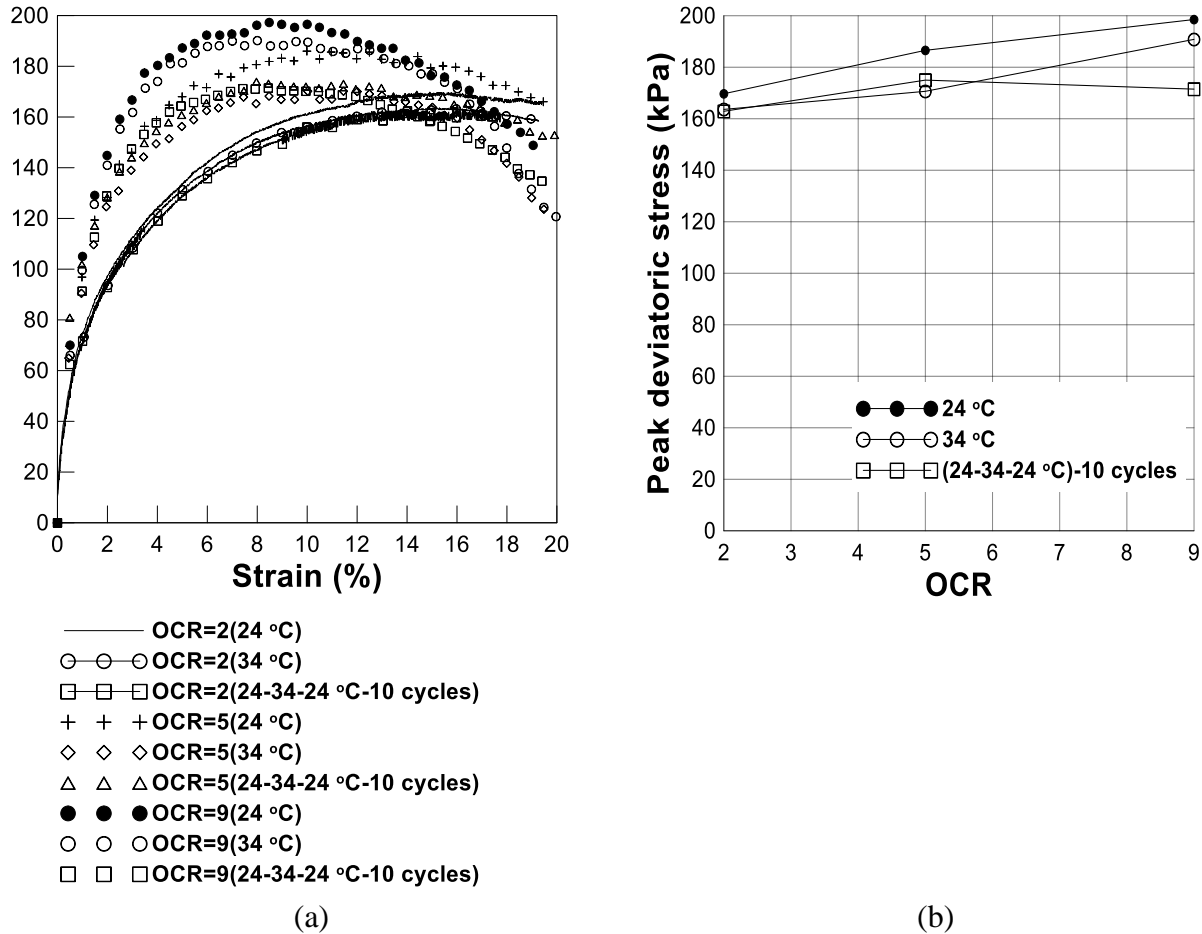 200
180
160
140
120
100
80
60
40
20
0
0 2 4 6 8 10 12 14 16 18 20
Strain (%)
OCR=2(24 °C)
OCR=2(34 °C)
OCR=2(24-34-24 °C-10 cycles)
OCR=5(24 °C)
OCR=5(34 °C)
OCR=5(24-34-24 °C-10 cycles)
OCR=9(24 °C)
OCR=9(34 °C)
OCR=9(24-34-24 °C-10 cycles)
(a)
Peak deviatoric stress (kPa)
200
180
160
140
120
100
80
60
40
20
0
24 °C
34 °C
(24-34-24 °C)-10 cycles
2 3 4 5 6 7 8 9
OCR
(b)